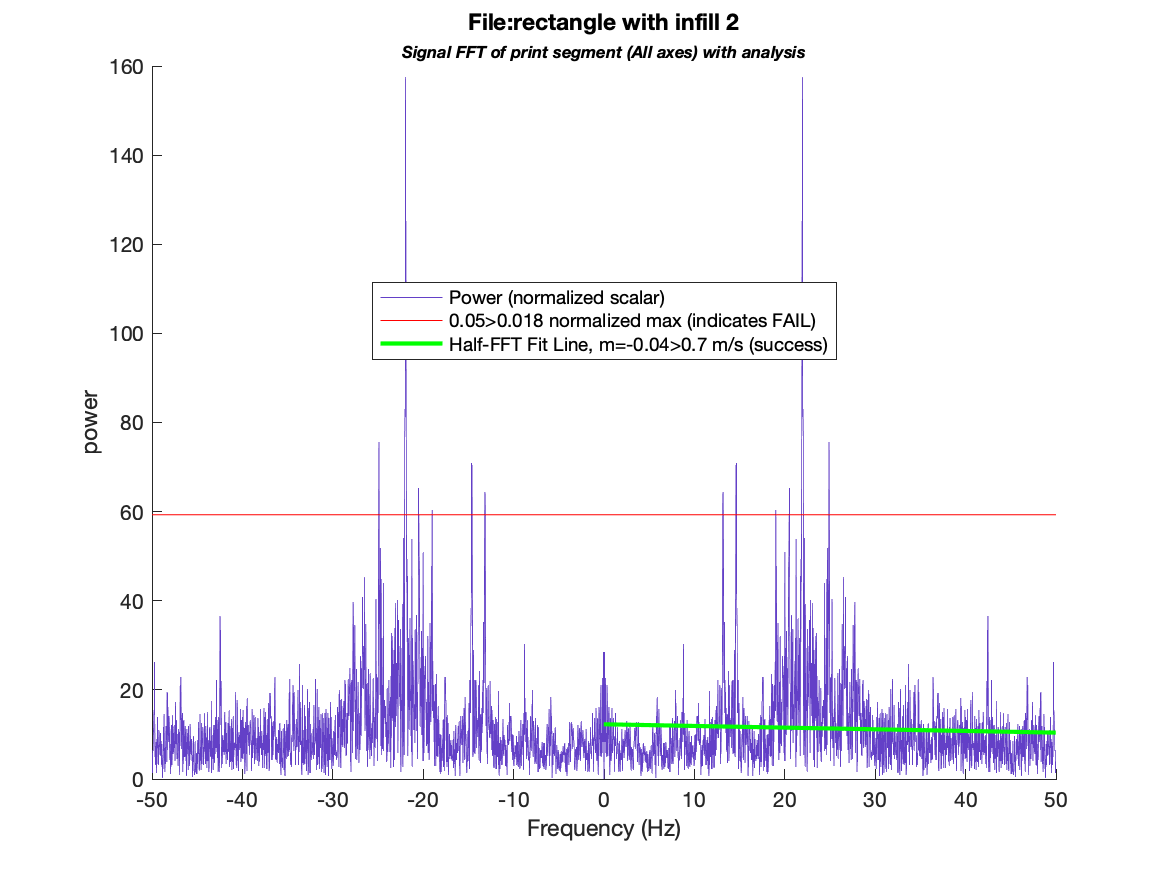 File:rectangle with infill 2
Signal FFT of print segment (All axes) with analysis
160
140
120
100
80
60
40
20
0
power
Power (normalized scalar)
0.05>0.018 normalized max (indicates FAIL)
Half-FFT Fit Line, m=-0.04>0.7 m/s (success)
-50 -40 -30 -20 -10 0 10 20 30 40 50
Frequency (Hz)